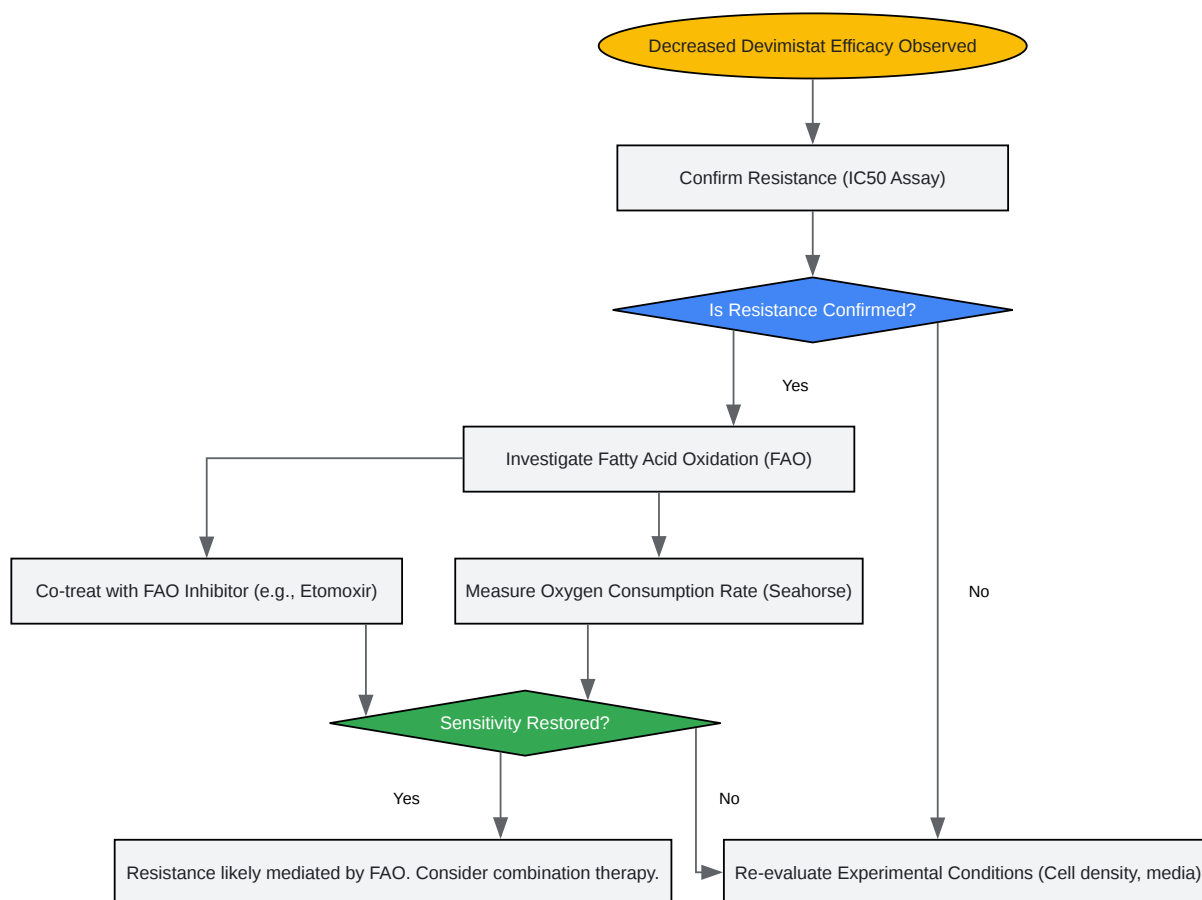 Decreased Devimistat Efficacy Observed
Confirm Resistance (IC50 Assay)
Is Resistance Confirmed?
Yes
Investigate Fatty Acid Oxidation (FAO)
Co-treat with FAO Inhibitor (e.g., Etomoxir)
Measure Oxygen Consumption Rate (Seahorse)
No
Sensitivity Restored?
Yes
No
Resistance likely mediated by FAO. Consider combination therapy.
Re-evaluate Experimental Conditions (Cell density, media)